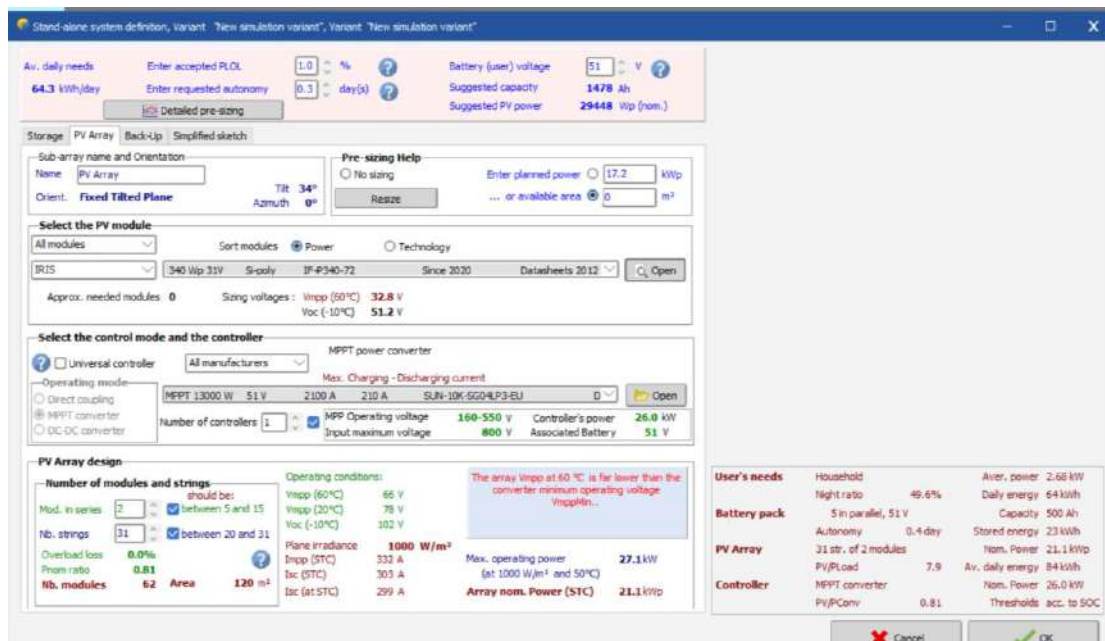 Stand-alone system definition, Variant "New simulation variant", Variant "New simulation variant"
Av. daily needs Enter accepted PLOL 1.0 % ? Battery (user) voltage 51 V ?
64.3 kWh/day Enter requested autonomy 0.3 day(s) ? Suggested capacity 1478 Ah
Detailed pre-sizing Suggested PV power 29448 Wp (nom.)
Storage PV Array Back-Up Simplified sketch
Sub-array name and Orientation
Name PV Array
Orient. Fixed Tilted Plane Tilt 34°
Azimuth 0°
Pre-sizing Help
No sizing Enter planned power 17.2 kWp
Resize ... or available area 0 m²
Select the PV module
All modules Sort modules Power Technology
IRIS 340 Wp 31V Si-poly IF-P340-72 Since 2020 Datasheets 2012 Open
Approx. needed modules 0 Sizing voltages : Vmpp (60°C) 32.8 V
Voc (-10°C) 51.2 V
Select the control mode and the controller
? Universal controller All manufacturers MPPT power converter
Operating mode
Direct coupling
MPPT converter
DC-DC converter
Max. Charging - Discharging current
MPPT 13000 W 51 V 2100 A 210 A SUN-10K-SG04LP3-EU D Open
Number of controllers 1 MPP Operating voltage 160-550 V Controller's power 26.0 kW
Input maximum voltage 800 V Associated Battery 51 V
PV Array design
Number of modules and strings
should be:
Mod. in series 2 between 5 and 15
Nb. strings 31 between 20 and 31
Overload loss 0.0% ?
Pnom ratio 0.81
Nb. modules 62 Area 120 m²
Operating conditions:
Vmpp (60°C) 66 V
Vmpp (20°C) 78 V
Voc (-10°C) 102 V
Plane irradiance 1000 W/m²
Impp (STC) 332 A
Isc (STC) 303 A
Isc (at STC) 299 A
The array Vmpp at 60 °C is far lower than the
converter minimum operating voltage
VmppMin..
Max. operating power 27.1 kW
(at 1000 W/m² and 50°C)
Array nom. Power (STC) 21.1 kWp
User's needs Household Aver. power 2.68 kW
Night ratio 49.6% Daily energy 64 kWh
Battery pack 5 in parallel, 51 V Capacity 500 Ah
Autonomy 0.4 day Stored energy 23 kWh
PV Array 31 str. of 2 modules Nom. Power 21.1 kWp
PV/PLoad 7.9 Av. daily energy 84 kWh
Controller MPPT converter Nom. Power 26.0 kW
PV/PConv 0.81 Thresholds acc. to SOC
Cancel OK